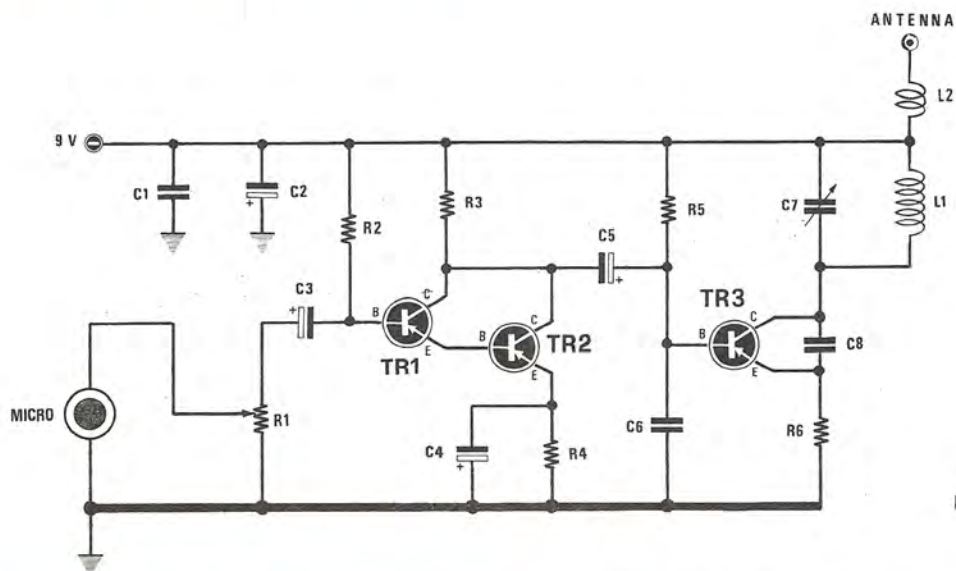 ANTENNA
L2
9 V
C1
+ C2
R2
R3
R5
C7
L1
C5
+
C3
+
TR3
B C E
C8
B C E
TR1
B C E
TR2
MICRO
R1
C4
+
R4
C6
R6